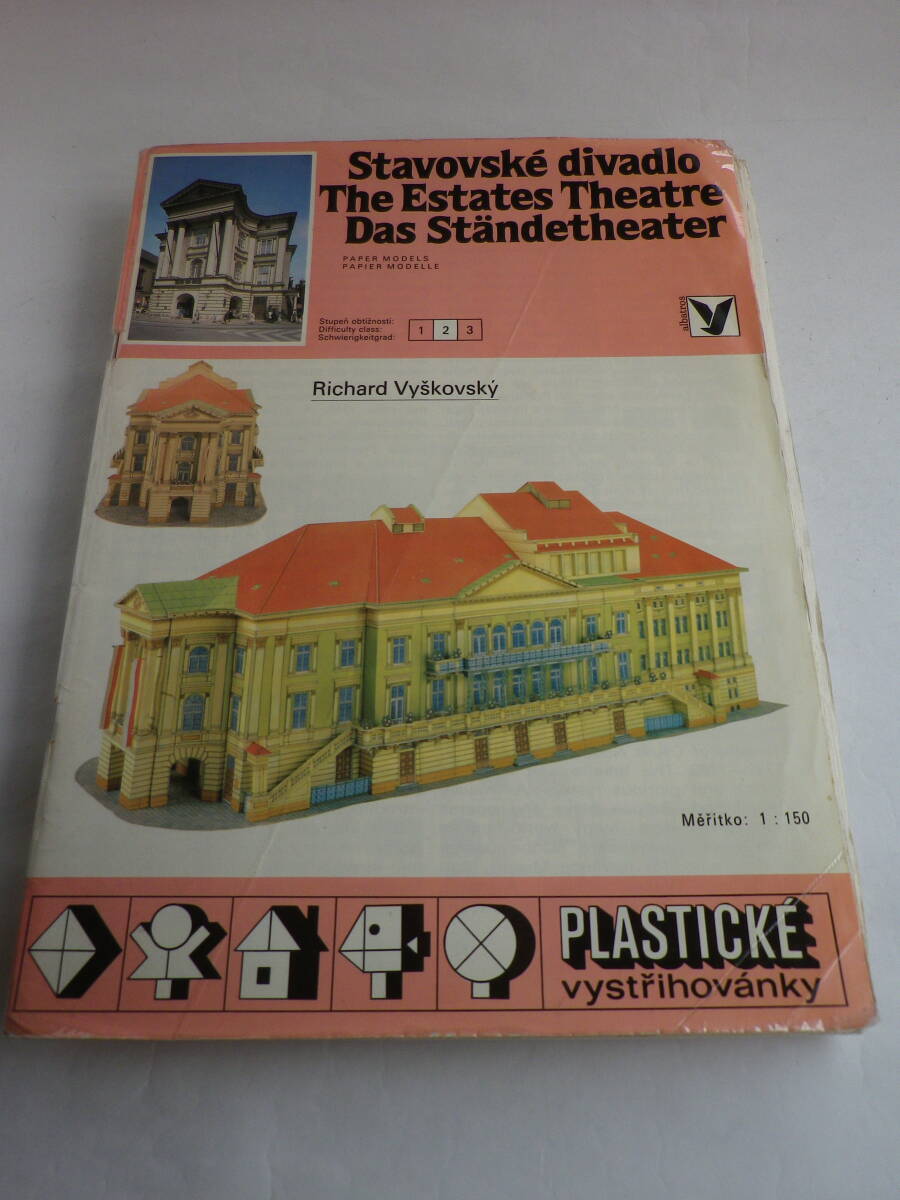 Stavovské divadlo
The Estates Theatre
Das Ständetheater
PAPER MODELS
PAPIER MODELLE
Stupeň obtížnosti:
Difficulty class:
Schwierigkeitgrad:
1 2 3
albatros
Richard Vyškovský
Měřítko: 1 : 150
PLASTICKÉ
vystřihovánky